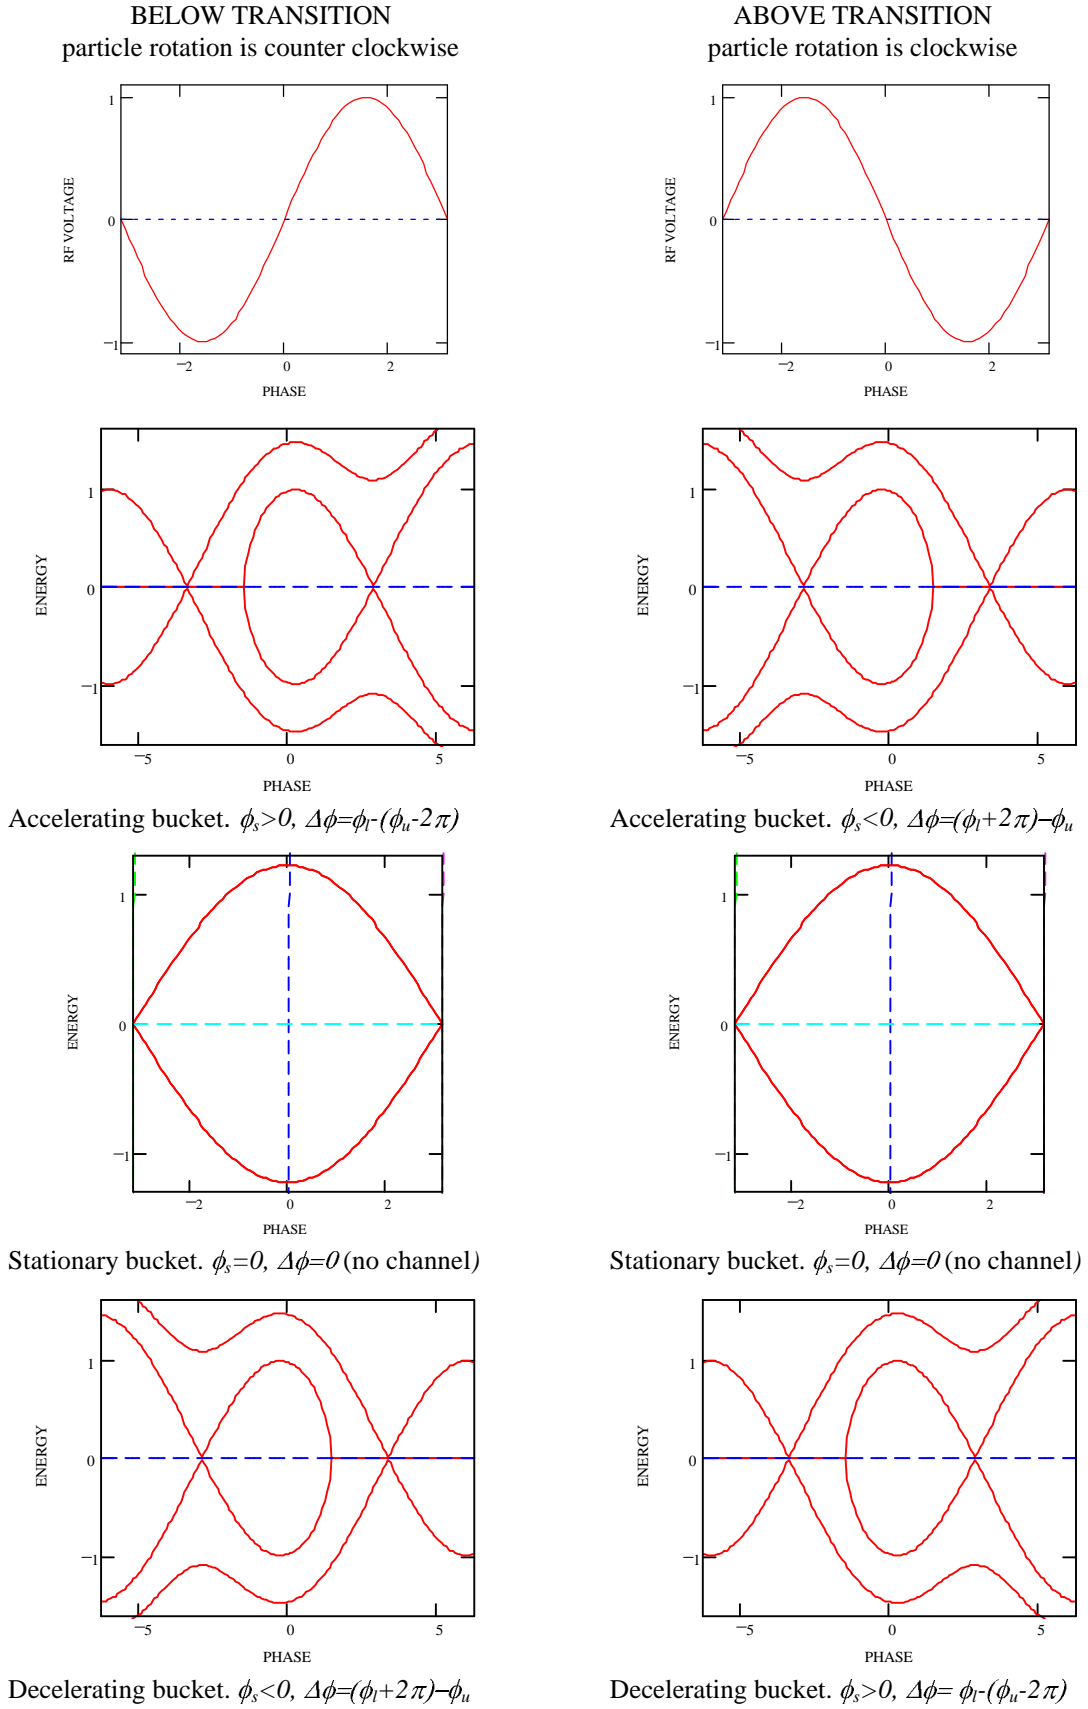 BELOW TRANSITION
particle rotation is counter clockwise
ABOVE TRANSITION
particle rotation is clockwise
1
0
−1
−2
0
2
RF VOLTAGE
PHASE
1
0
−1
−2
0
2
RF VOLTAGE
PHASE
1
0
−1
−5
0
5
ENERGY
PHASE
1
0
−1
−5
0
5
ENERGY
PHASE
Accelerating bucket. ϕs>0, Δϕ=ϕl-(ϕu-2π)
Accelerating bucket. ϕs<0, Δϕ=(ϕl+2π)−ϕu
1
0
−1
−2
0
2
ENERGY
PHASE
1
0
−1
−2
0
2
ENERGY
PHASE
Stationary bucket. ϕs=0, Δϕ=0 (no channel)
Stationary bucket. ϕs=0, Δϕ=0 (no channel)
1
0
−1
−5
0
5
ENERGY
PHASE
1
0
−1
−5
0
5
ENERGY
PHASE
Decelerating bucket. ϕs<0, Δϕ=(ϕl+2π)−ϕu
Decelerating bucket. ϕs>0, Δϕ= ϕl-(ϕu-2π)